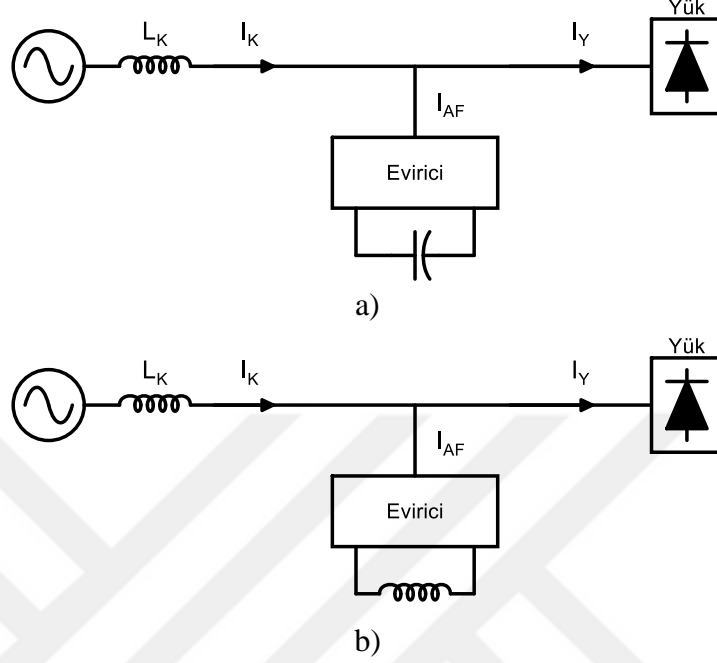 Yük
L_K
I_K
I_Y
I_AF
Evirici
a)
Yük
L_K
I_K
I_Y
I_AF
Evirici
b)